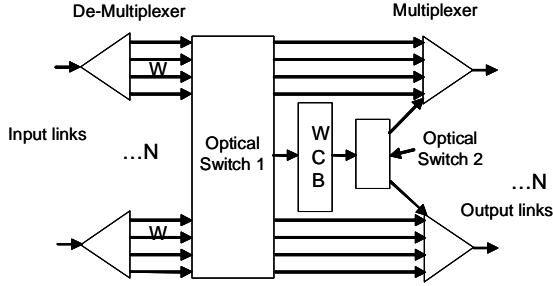 De-Multiplexer
Multiplexer
W
Input links
...N
Optical
Switch 1
W
C
B
Optical
Switch 2
...N
Output links
W